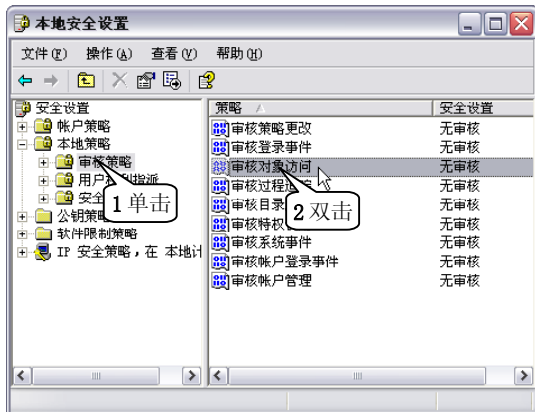 本地安全设置
文件(F) 操作(A) 查看(V) 帮助(H)
安全设置
帐户策略
本地策略
审核策略
用户
安全
公钥策
软件限制策略
IP 安全策略,在 本地计
1 单击
策略 安全设置
审核策略更改 无审核
审核登录事件 无审核
审核对象访问 无审核
审核过程 无审核
审核目录 无审核
审核特权 无审核
审核系统事件 无审核
审核帐户登录事件 无审核
审核帐户管理 无审核
2 双击